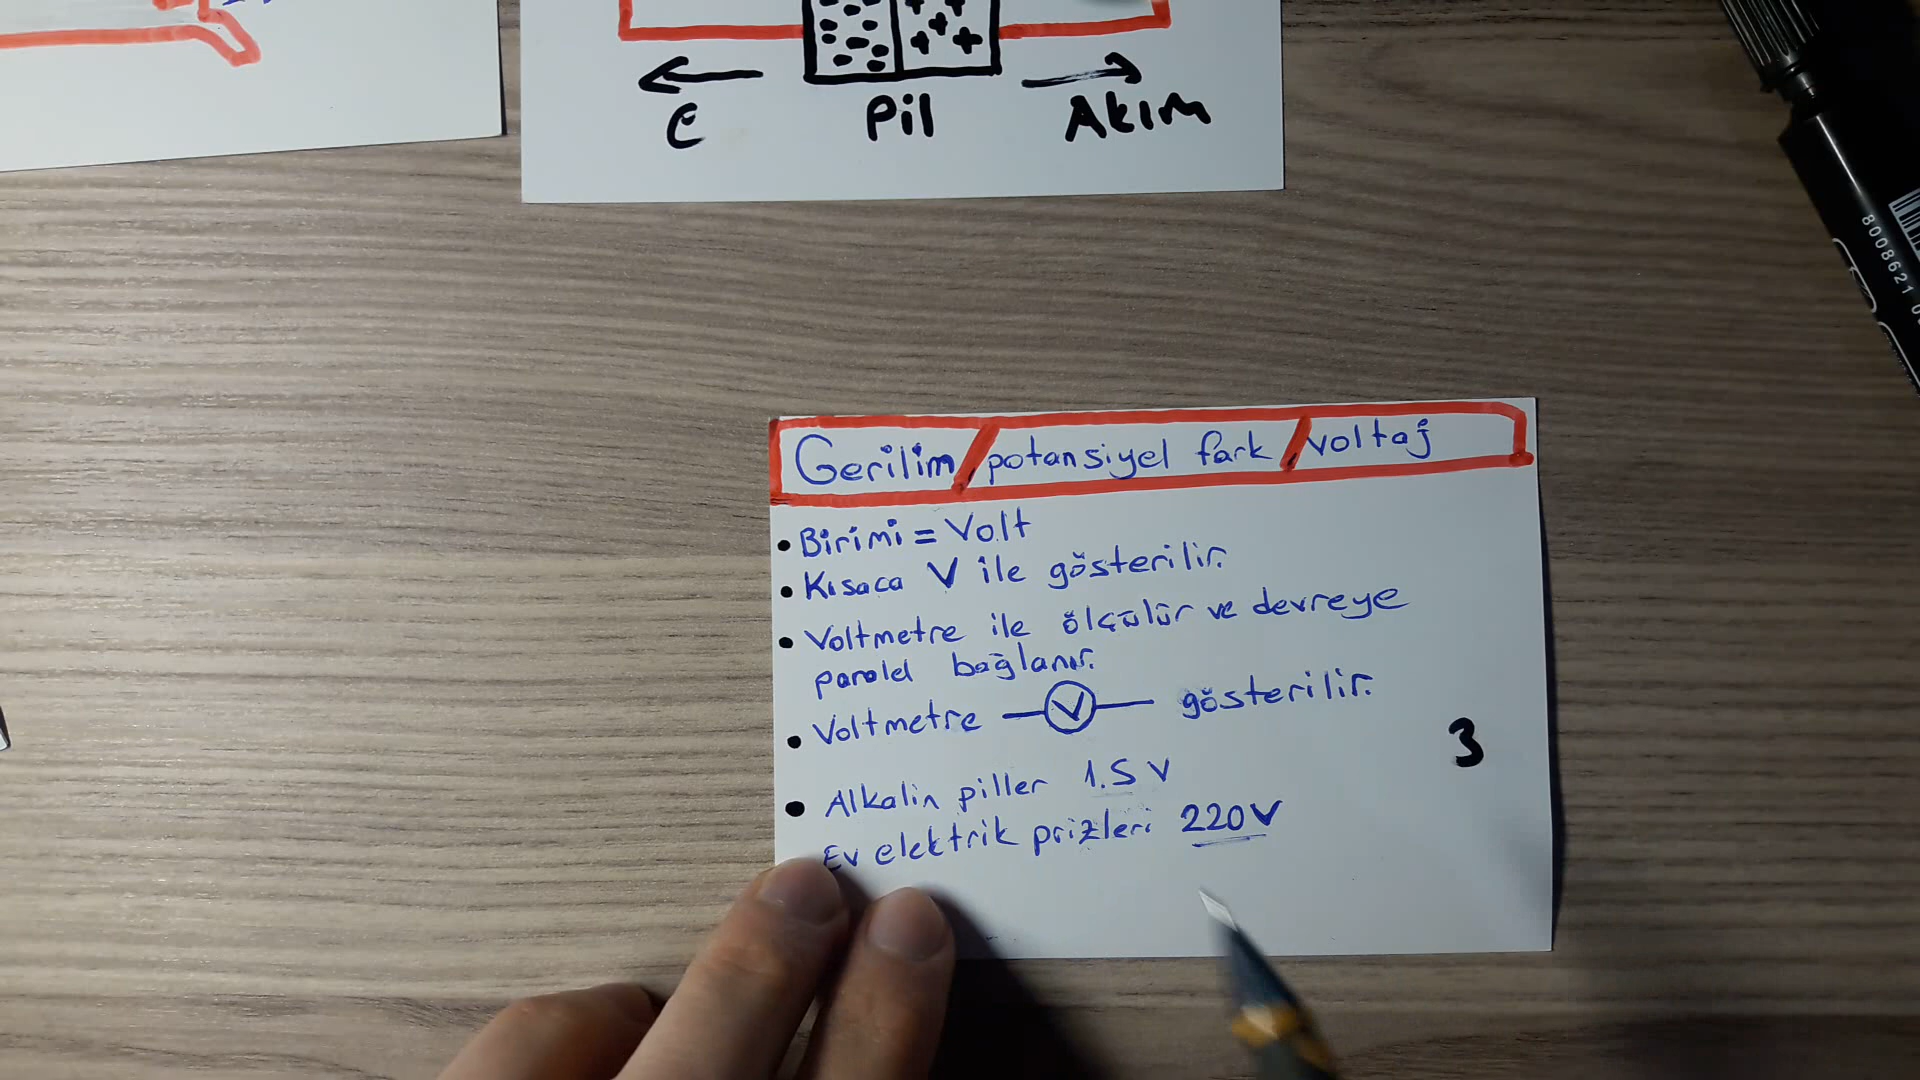 E Pil Akım
8008621
Gerilim/potansiyel fark/voltaj
• Birimi = Volt
• Kısaca V ile gösterilir.
• Voltmetre ile ölçülür ve devreye
paralel bağlanır.
• Voltmetre V gösterilir.
3
• Alkalin piller 1.5 V
Ev elektrik prizleri 220V